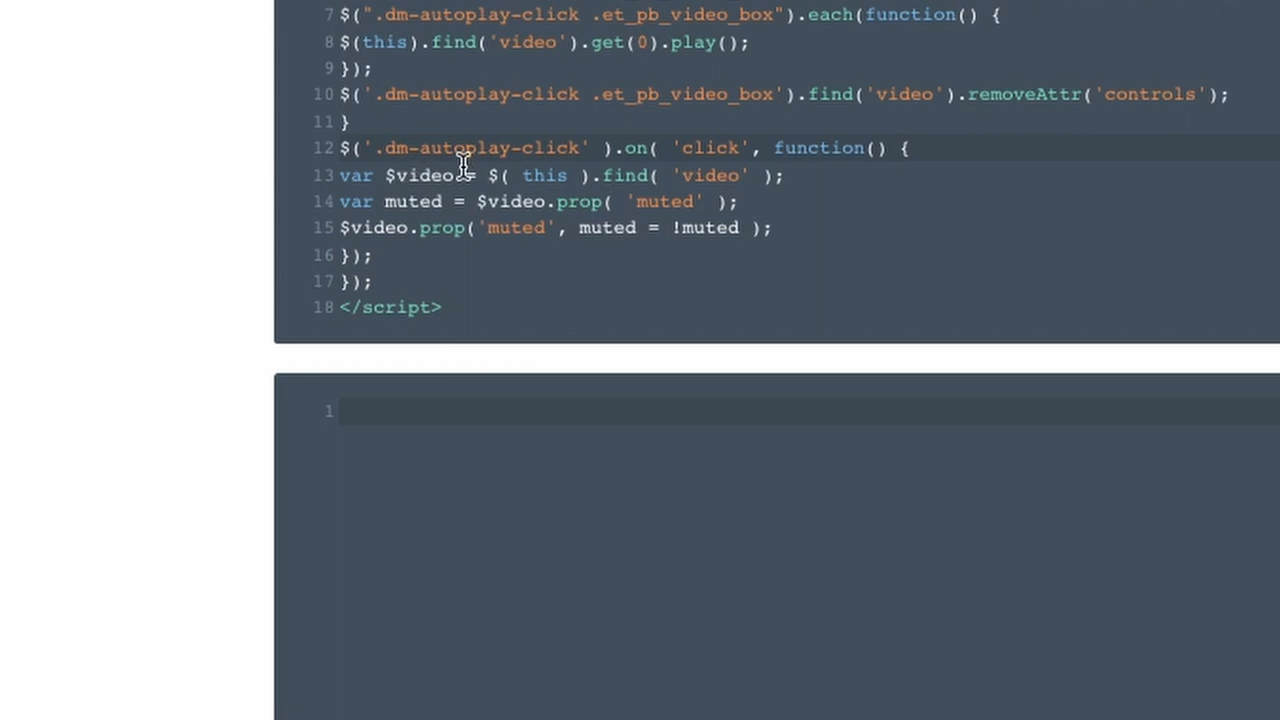 7 $(".dm-autoplay-click .et_pb_video_box").each(function() {
8 $(this).find('video').get(0).play();
9 });
10 $('.dm-autoplay-click .et_pb_video_box').find('video').removeAttr('controls');
11 }
12 $('.dm-autoplay-click' ).on( 'click', function() {
13 var $video = $( this ).find( 'video' );
14 var muted = $video.prop( 'muted' );
15 $video.prop('muted', muted = !muted );
16 });
17 });
18 </script>
1